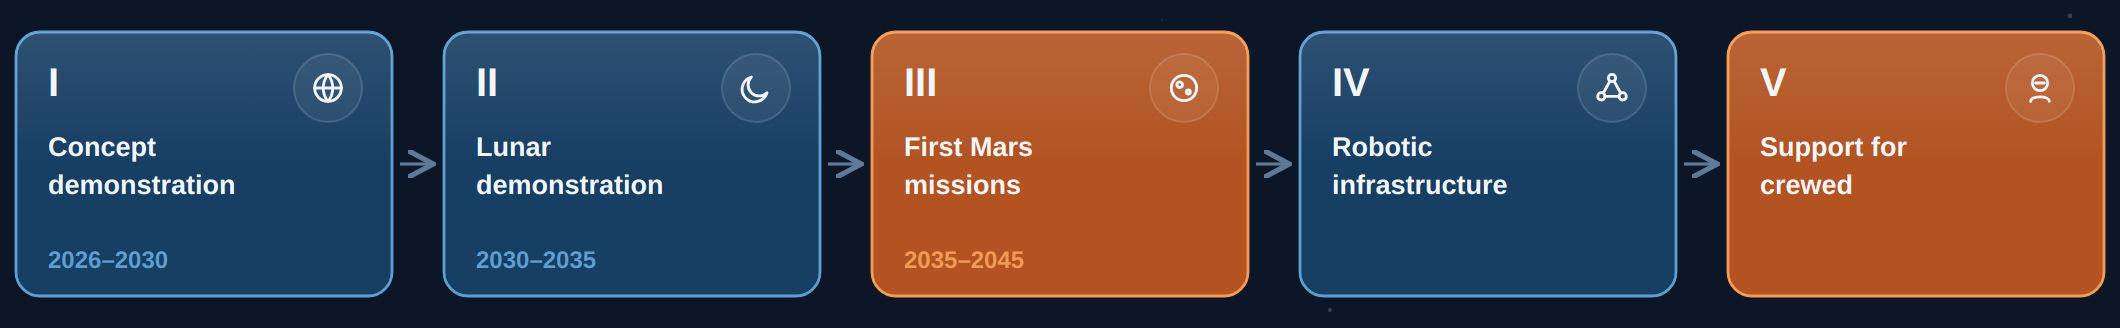 I
Concept
demonstration
2026–2030
II
Lunar
demonstration
2030–2035
III
First Mars
missions
2035–2045
IV
Robotic
infrastructure
V
Support for
crewed